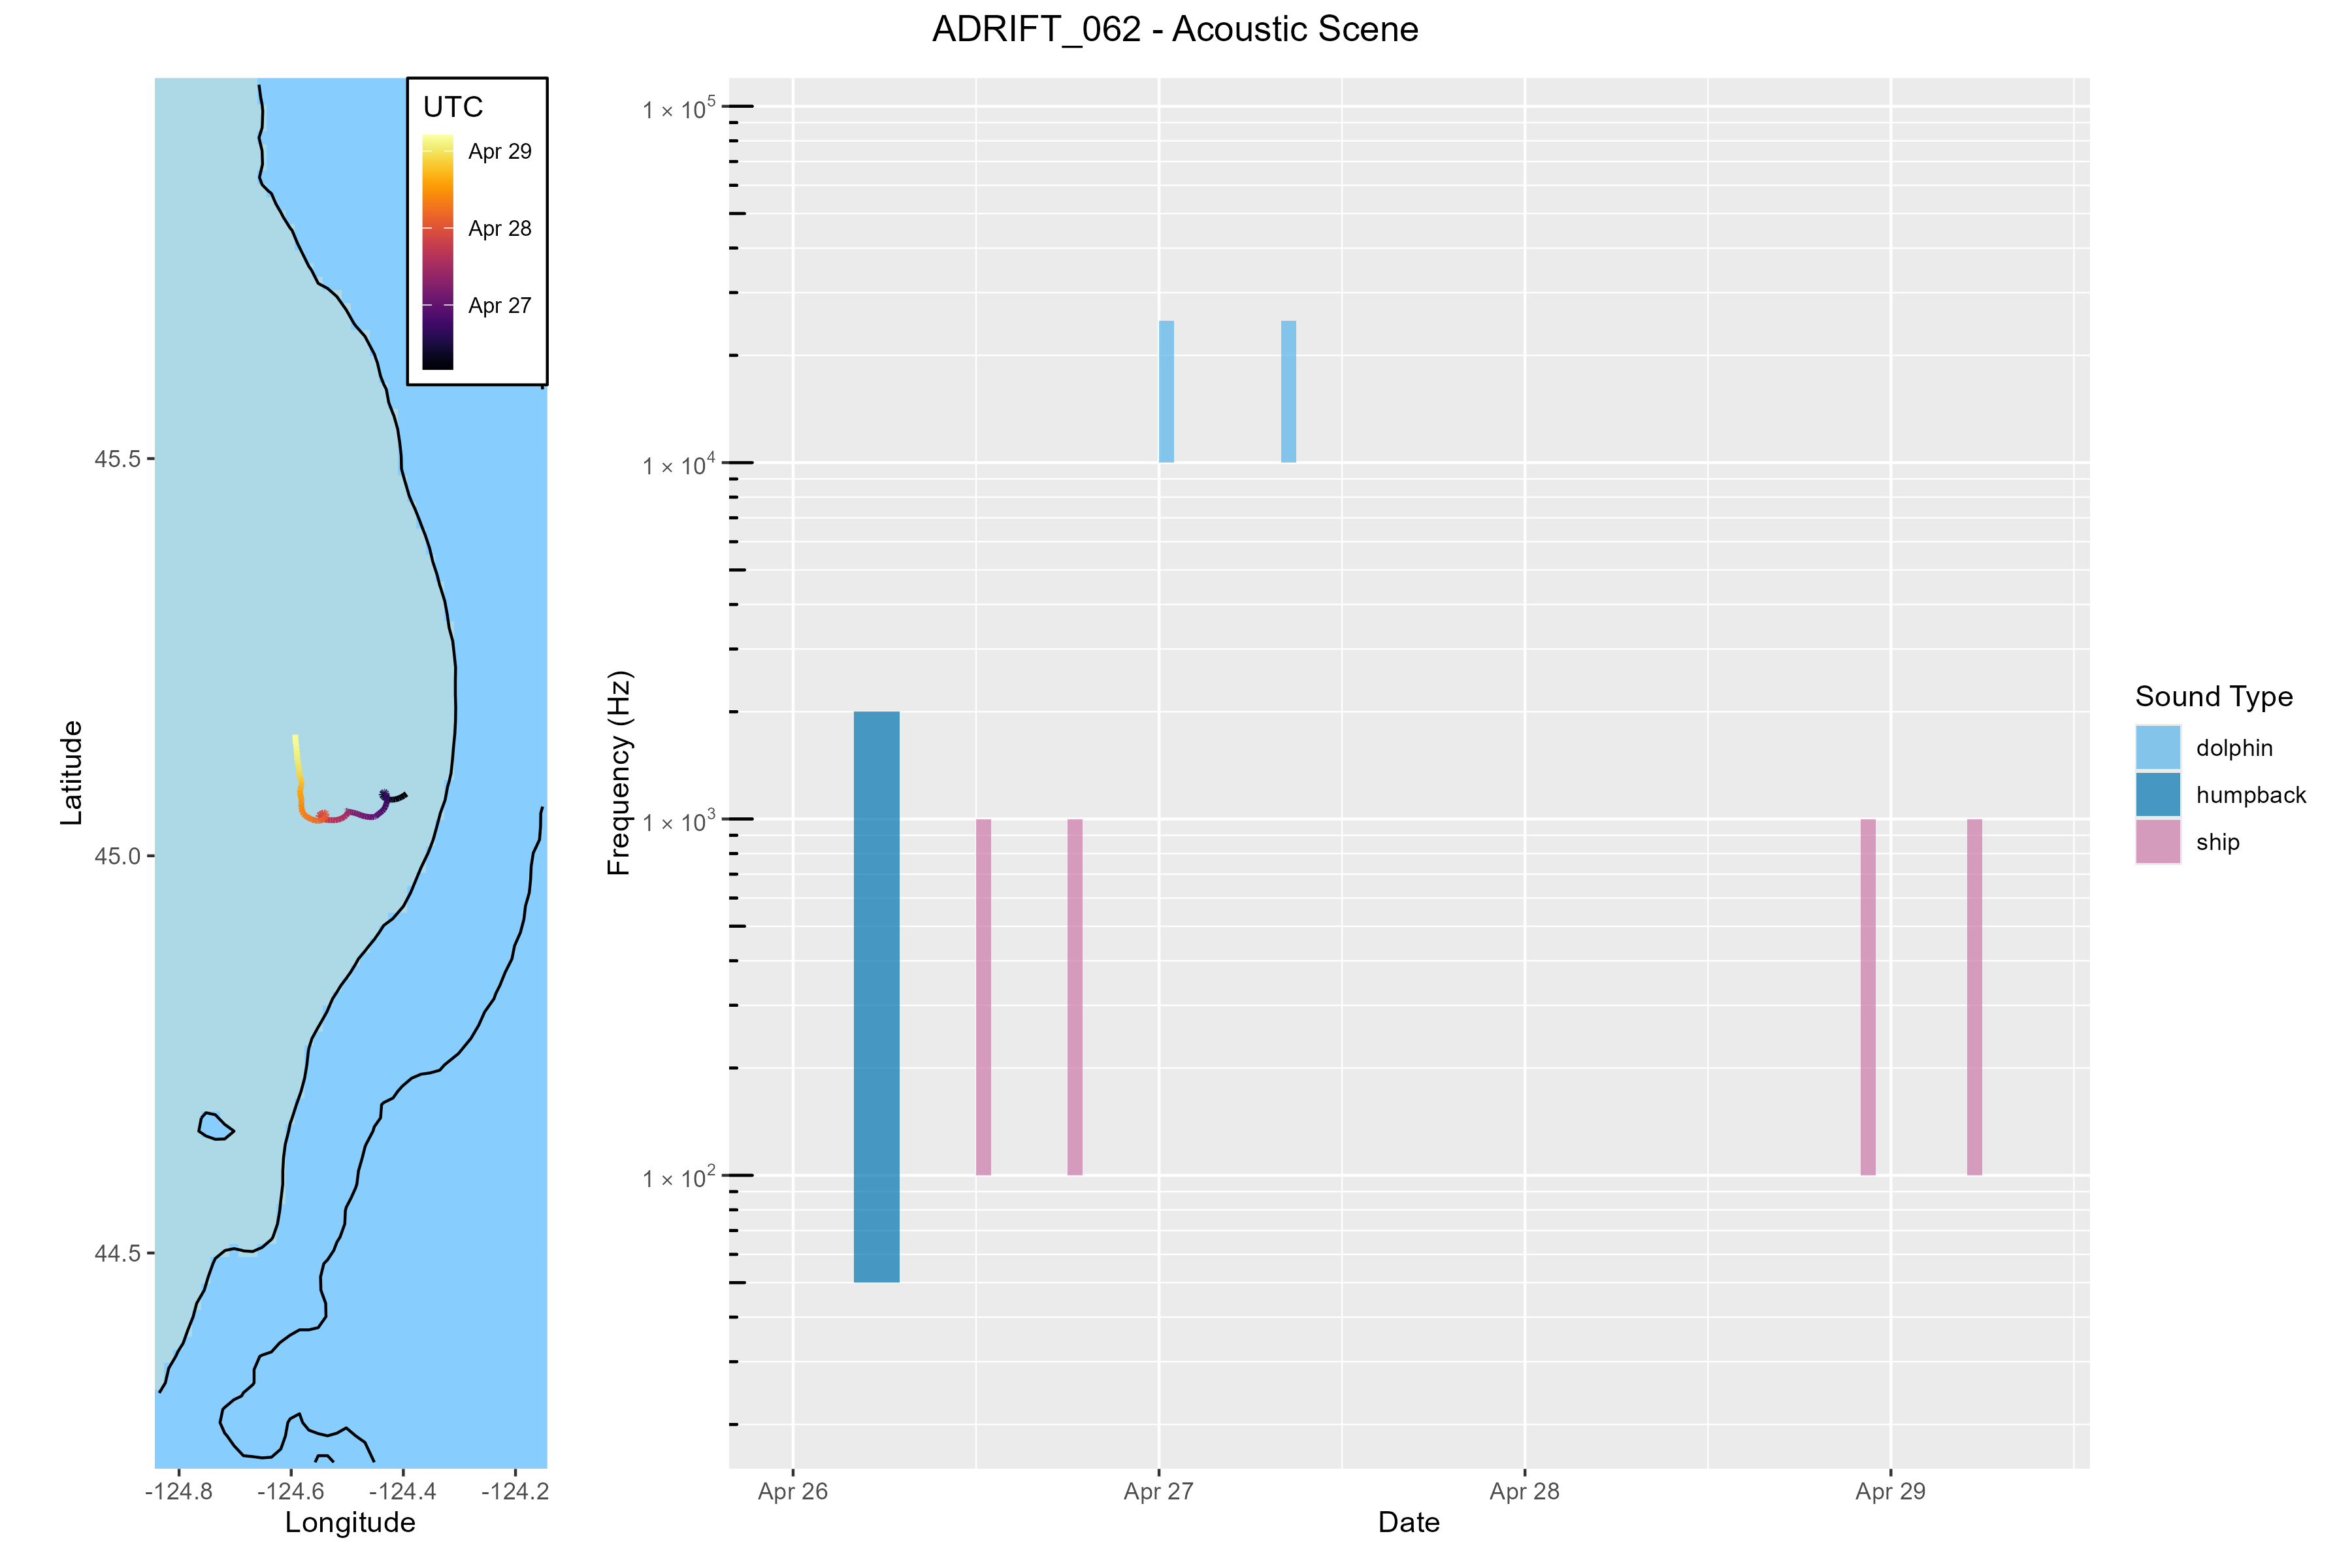 ADRIFT_062 - Acoustic Scene
UTC
Apr 29
Apr 28
Apr 27
45.5
45.0
44.5
Latitude
-124.8 -124.6 -124.4 -124.2
Longitude
1 × 10⁵
1 × 10⁴
1 × 10³
1 × 10²
Frequency (Hz)
Apr 26 Apr 27 Apr 28 Apr 29
Date
Sound Type
dolphin
humpback
ship